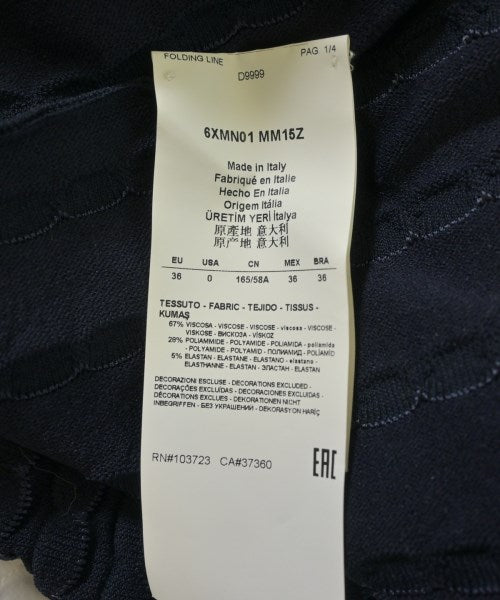 FOLDING LINE PAG 1/4
D9999
6XMN01 MM15Z
Made in Italy
Fabriqué en Italie
Hecho En Italia
Origem Itália
ÜRETİM YERİ İtalya
原產地 意大利
原产地 意大利
EU USA CN MEX BRA
36 0 165/58A 36 36
TESSUTO - FABRIC - TEJIDO - TISSUS -
KUMAŞ
67% VISCOSA - VISCOSE - VISCOSE - viscosa - VISCOSE -
VISKOSE - ВИСКОЗА - VİSKOZ
28% POLIAMMIDE - POLYAMIDE - POLIAMIDA - poliamida
- POLYAMIDE - POLYAMID - ПОЛИАМИД - POLİAMİD
5% ELASTAN - ELASTANE - ELASTANO - elastano -
ELASTHANNE - ELASTAN - ЭЛАСТАН - ELASTAN
DECORAZIONI ESCLUSE - DECORATIONS EXCLUDED -
DECORAÇÕES EXCLUÍDAS - DECORACIONES EXCLUIDAS -
DÉCORATIONS EXCLUES - DEKORATIONEN NICHT
INBEGRIFFEN - БЕЗ УКРАШЕНИЙ - DEKORASYON HARİÇ
RN#103723 CA#37360 EAC